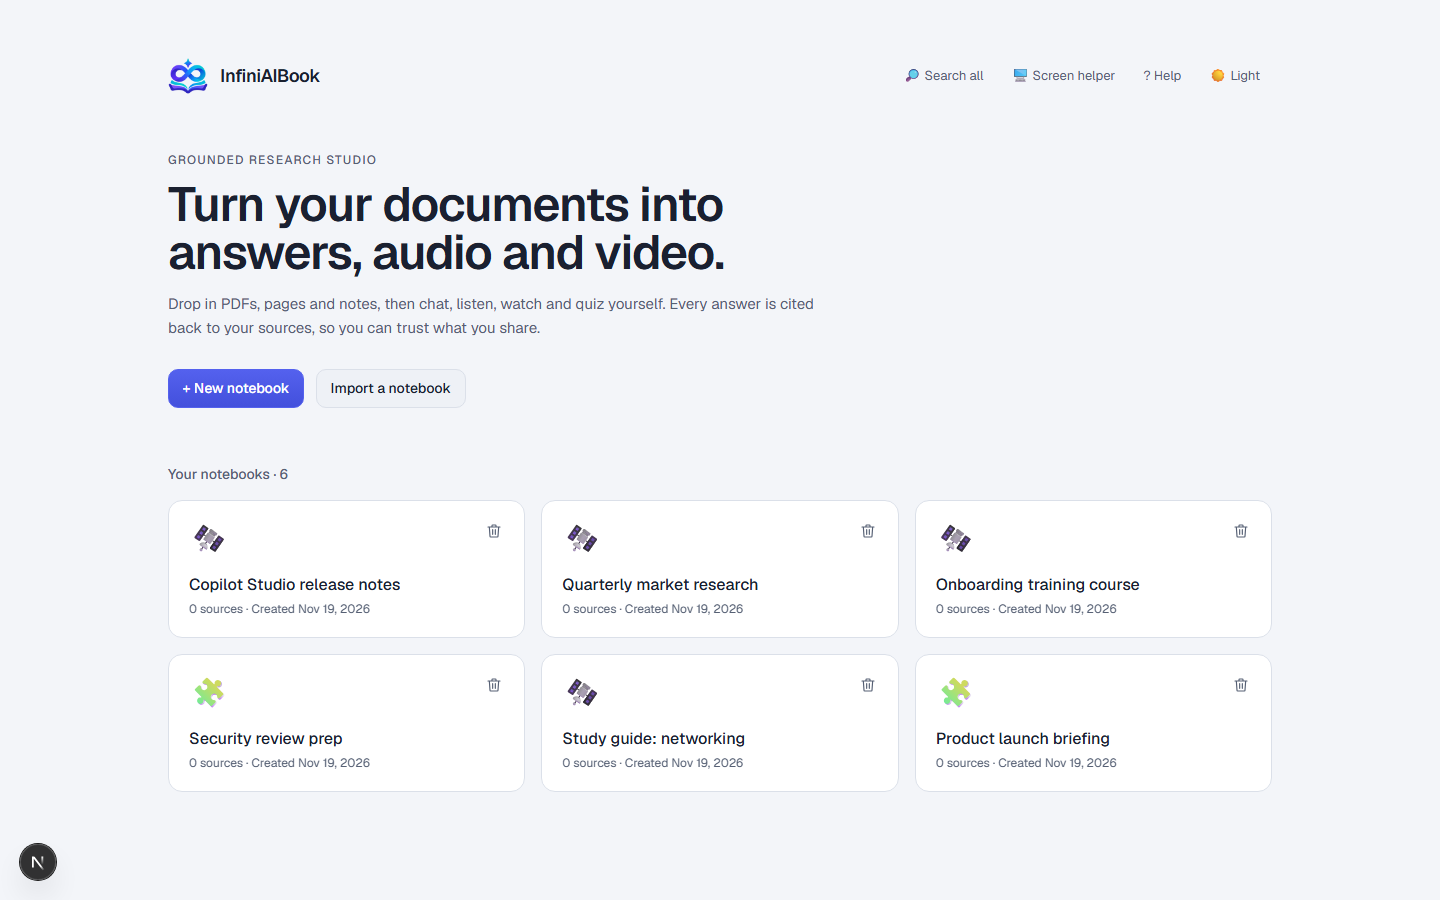 InfiniAIBook
Search all
Screen helper
? Help
Light
GROUNDED RESEARCH STUDIO
Turn your documents into
answers, audio and video.
Drop in PDFs, pages and notes, then chat, listen, watch and quiz yourself. Every answer is cited
back to your sources, so you can trust what you share.
+ New notebook
Import a notebook
Your notebooks · 6
Copilot Studio release notes
0 sources · Created Nov 19, 2026
Quarterly market research
0 sources · Created Nov 19, 2026
Onboarding training course
0 sources · Created Nov 19, 2026
Security review prep
0 sources · Created Nov 19, 2026
Study guide: networking
0 sources · Created Nov 19, 2026
Product launch briefing
0 sources · Created Nov 19, 2026
N